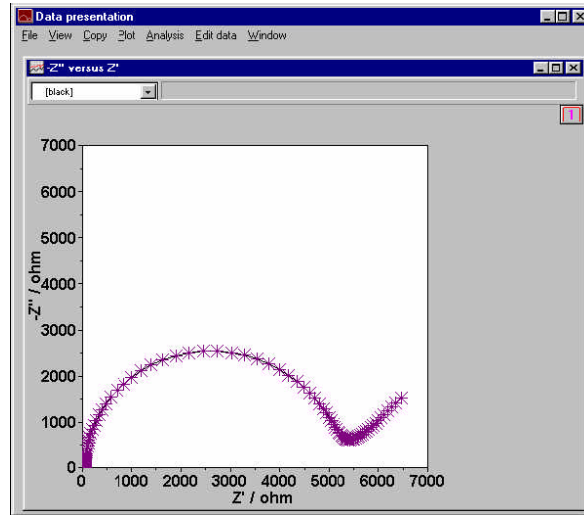 Data presentation
File View Copy Plot Analysis Edit data Window
-Z" versus Z'
[black]
1
7000
6000
5000
4000
3000
2000
1000
0
-Z" / ohm
0 1000 2000 3000 4000 5000 6000 7000
Z' / ohm